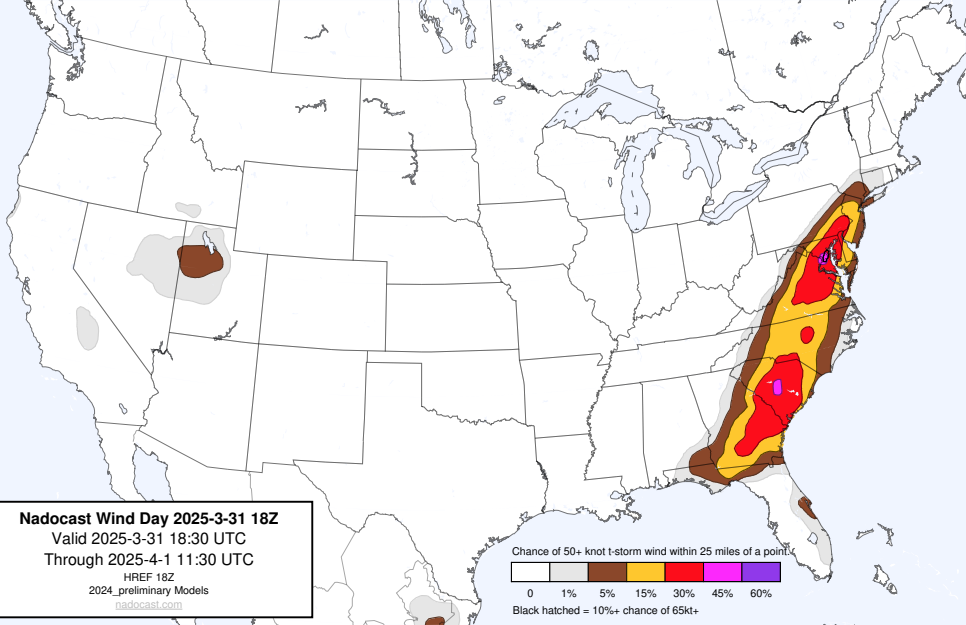 Nadocast Wind Day 2025-3-31 18Z
Valid 2025-3-31 18:30 UTC
Through 2025-4-1 11:30 UTC
HREF 18Z
2024_preliminary Models
nadocast.com
Chance of 50+ knot t-storm wind within 25 miles of a point.
0 1% 5% 15% 30% 45% 60%
Black hatched = 10%+ chance of 65kt+